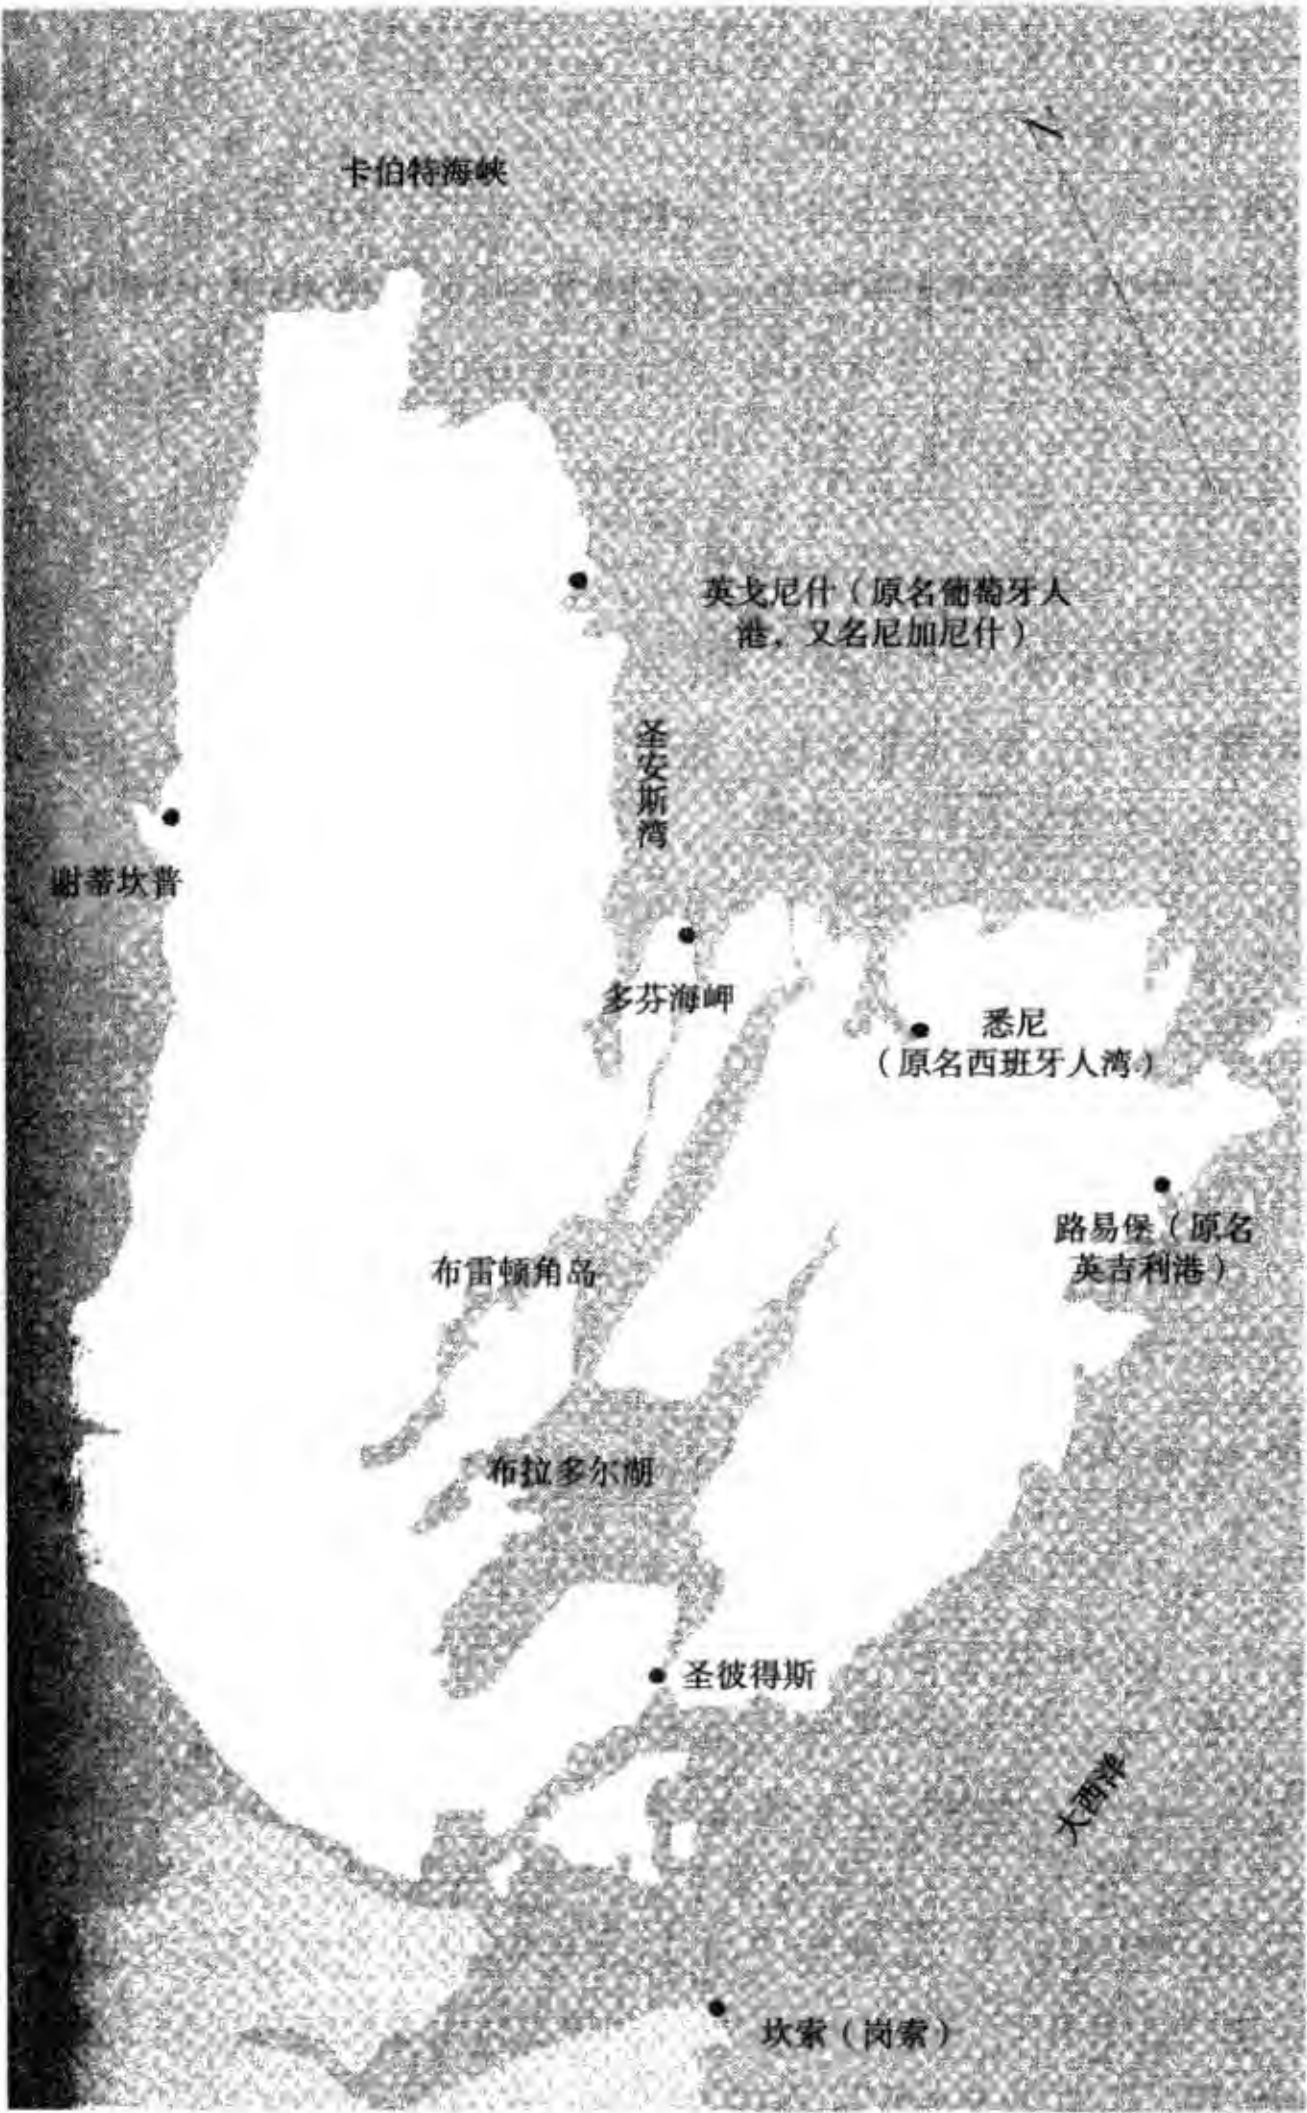 卡伯特海峡
英戈尼什（原名葡萄牙人
港，又名尼加尼什）
圣安斯湾
谢蒂坎普
多芬海岬
悉尼
（原名西班牙人湾）
路易堡（原名
英吉利港）
布雷顿角岛
布拉多尔湖
圣彼得斯
大西洋
坎索（岗索）